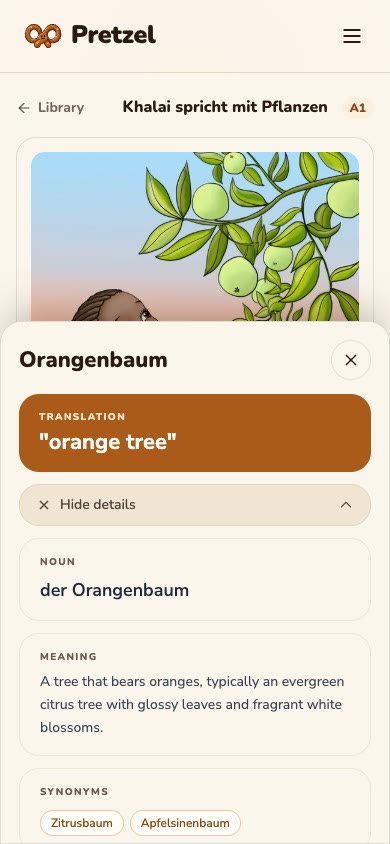 Pretzel
Library
Khalai spricht mit Pflanzen
A1
Orangenbaum
TRANSLATION
"orange tree"
Hide details
NOUN
der Orangenbaum
MEANING
A tree that bears oranges, typically an evergreen
citrus tree with glossy leaves and fragrant white
blossoms.
SYNONYMS
Zitrusbaum
Apfelsinenbaum